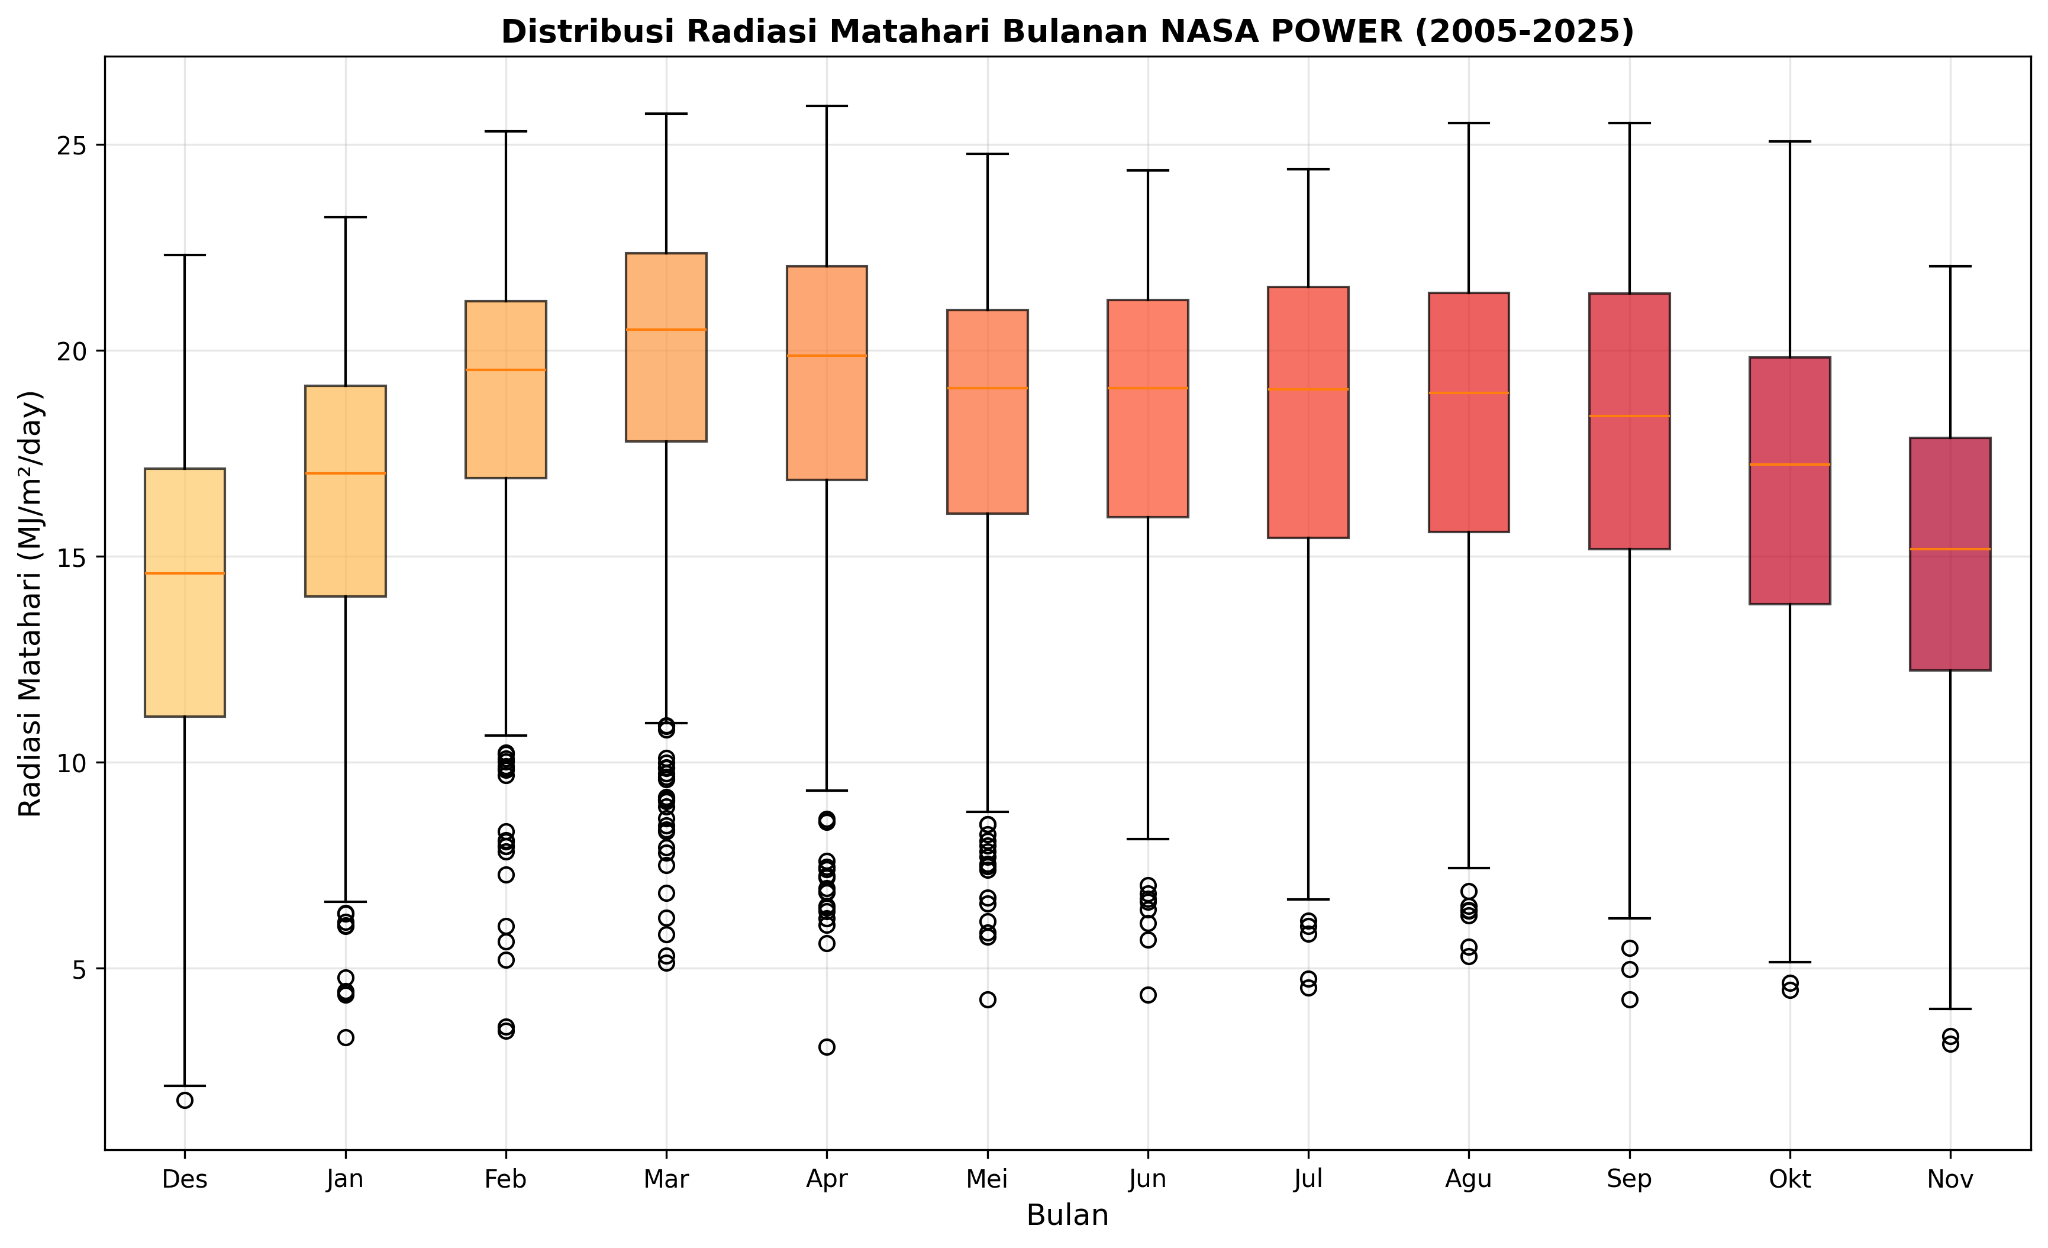 Distribusi Radiasi Matahari Bulanan NASA POWER (2005-2025)
Radiasi Matahari (MJ/m²/day)
25
20
15
10
5
Des Jan Feb Mar Apr Mei Jun Jul Agu Sep Okt Nov
Bulan